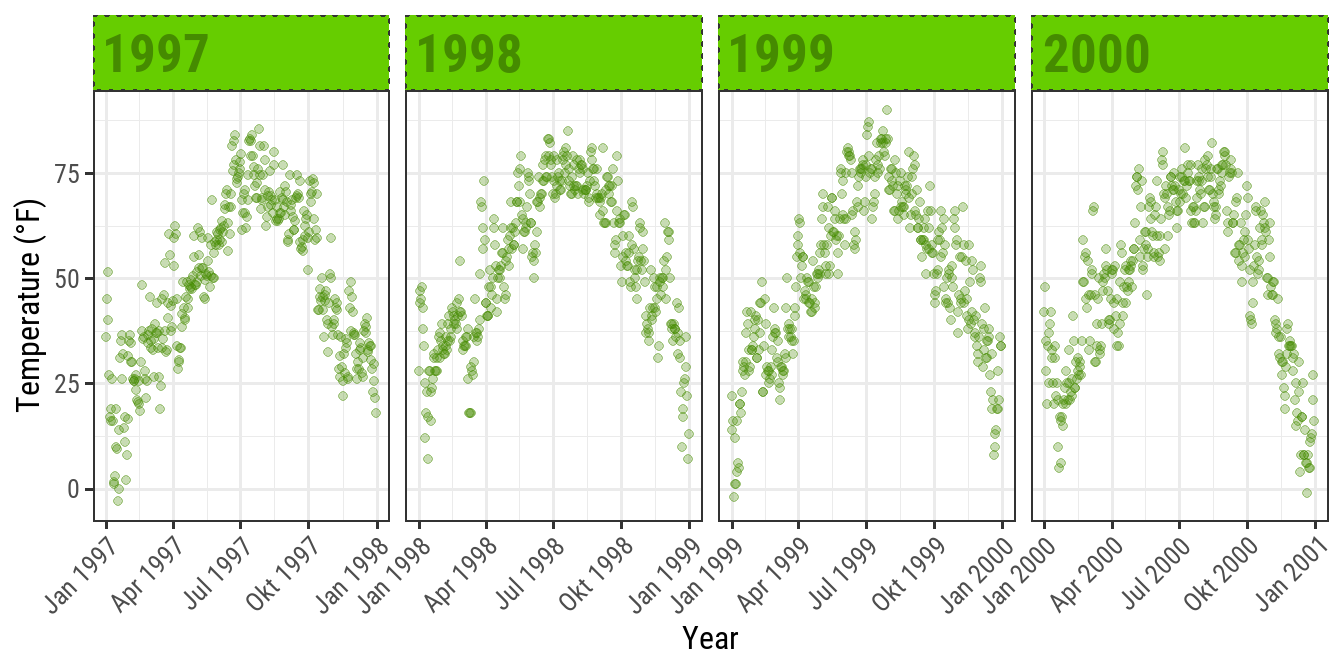 1997 1998 1999 2000
Temperature (°F)
75
50
25
0
Jan 1997 Apr 1997 Jul 1997 Okt 1997 Jan 1998
Jan 1998 Apr 1998 Jul 1998 Okt 1998 Jan 1999
Jan 1999 Apr 1999 Jul 1999 Okt 1999 Jan 2000
Jan 2000 Apr 2000 Jul 2000 Okt 2000 Jan 2001
Year